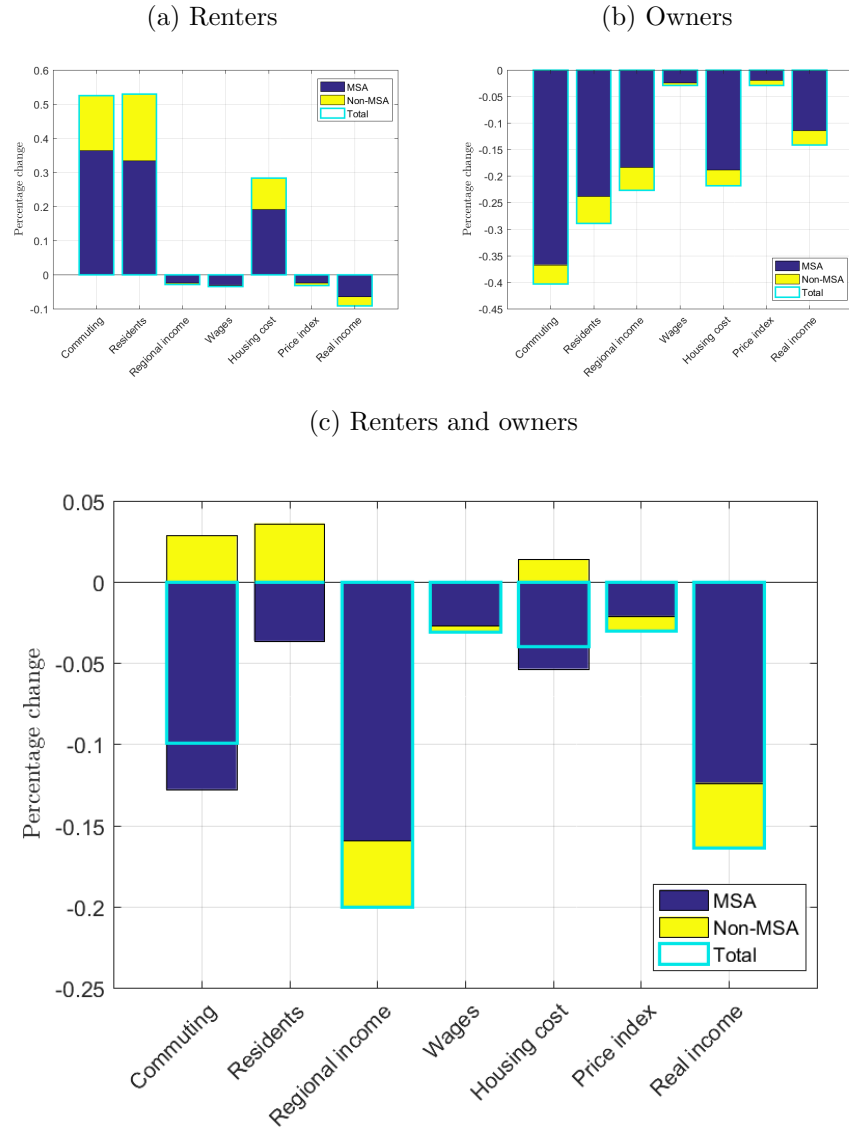 (a) Renters
Percentage change
0.6
0.5
0.4
0.3
0.2
0.1
0
-0.1
MSA
Non-MSA
Total
Commuting
Residents
Regional income
Wages
Housing cost
Price index
Real income
(b) Owners
Percentage change
0
-0.05
-0.1
-0.15
-0.2
-0.25
-0.3
-0.35
-0.4
-0.45
MSA
Non-MSA
Total
Commuting
Residents
Regional income
Wages
Housing cost
Price index
Real income
(c) Renters and owners
Percentage change
0.05
0
-0.05
-0.1
-0.15
-0.2
-0.25
MSA
Non-MSA
Total
Commuting
Residents
Regional income
Wages
Housing cost
Price index
Real income